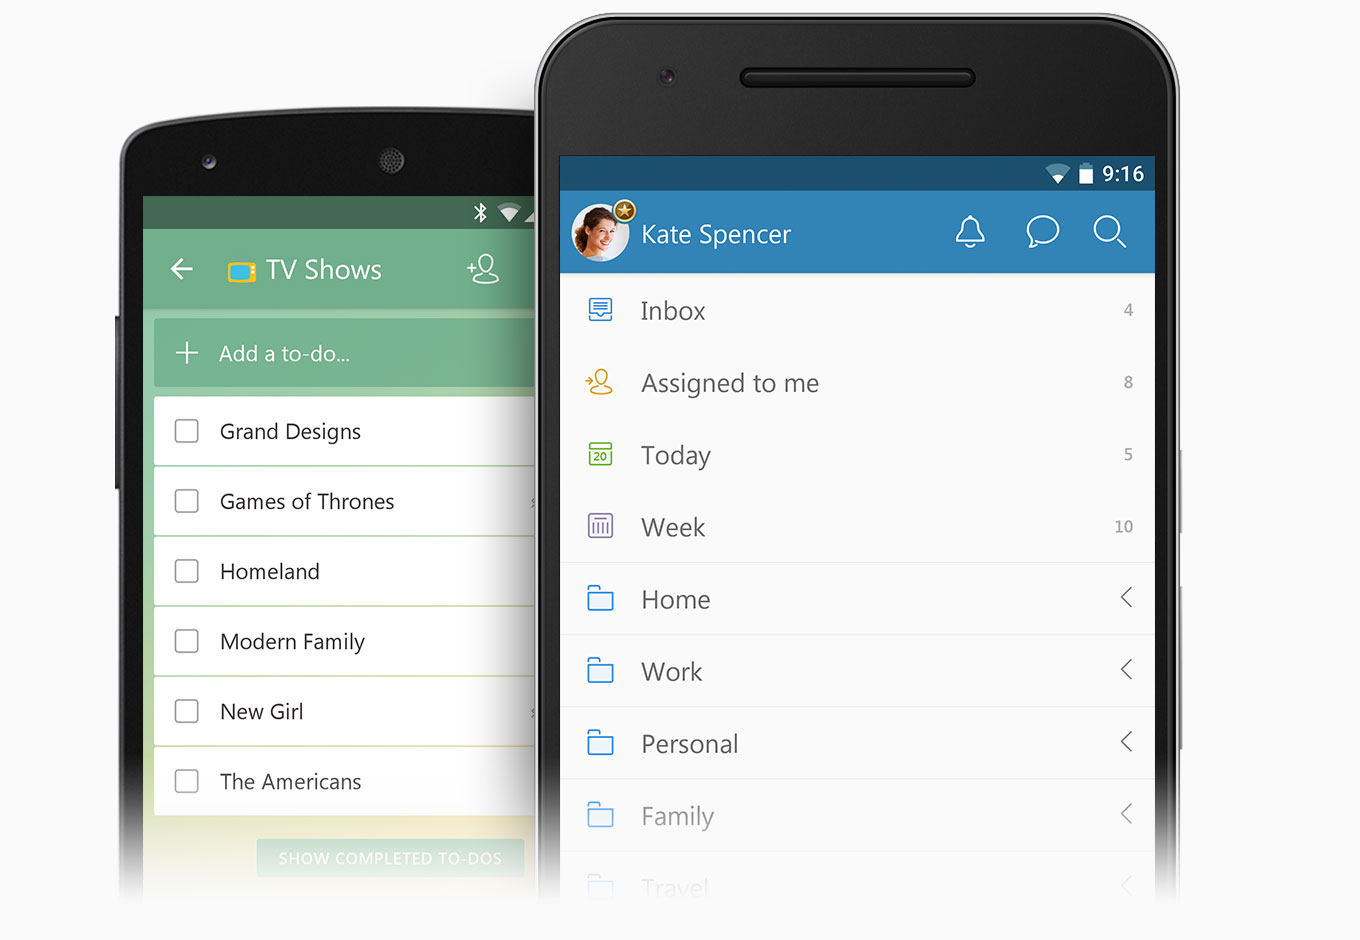 TV Shows
Add a to-do...
Grand Designs
Games of Thrones
Homeland
Modern Family
New Girl
The Americans
SHOW COMPLETED TO-DOS
9:16
Kate Spencer
Inbox 4
Assigned to me 8
20 Today 5
Week 10
Home
Work
Personal
Family
Travel